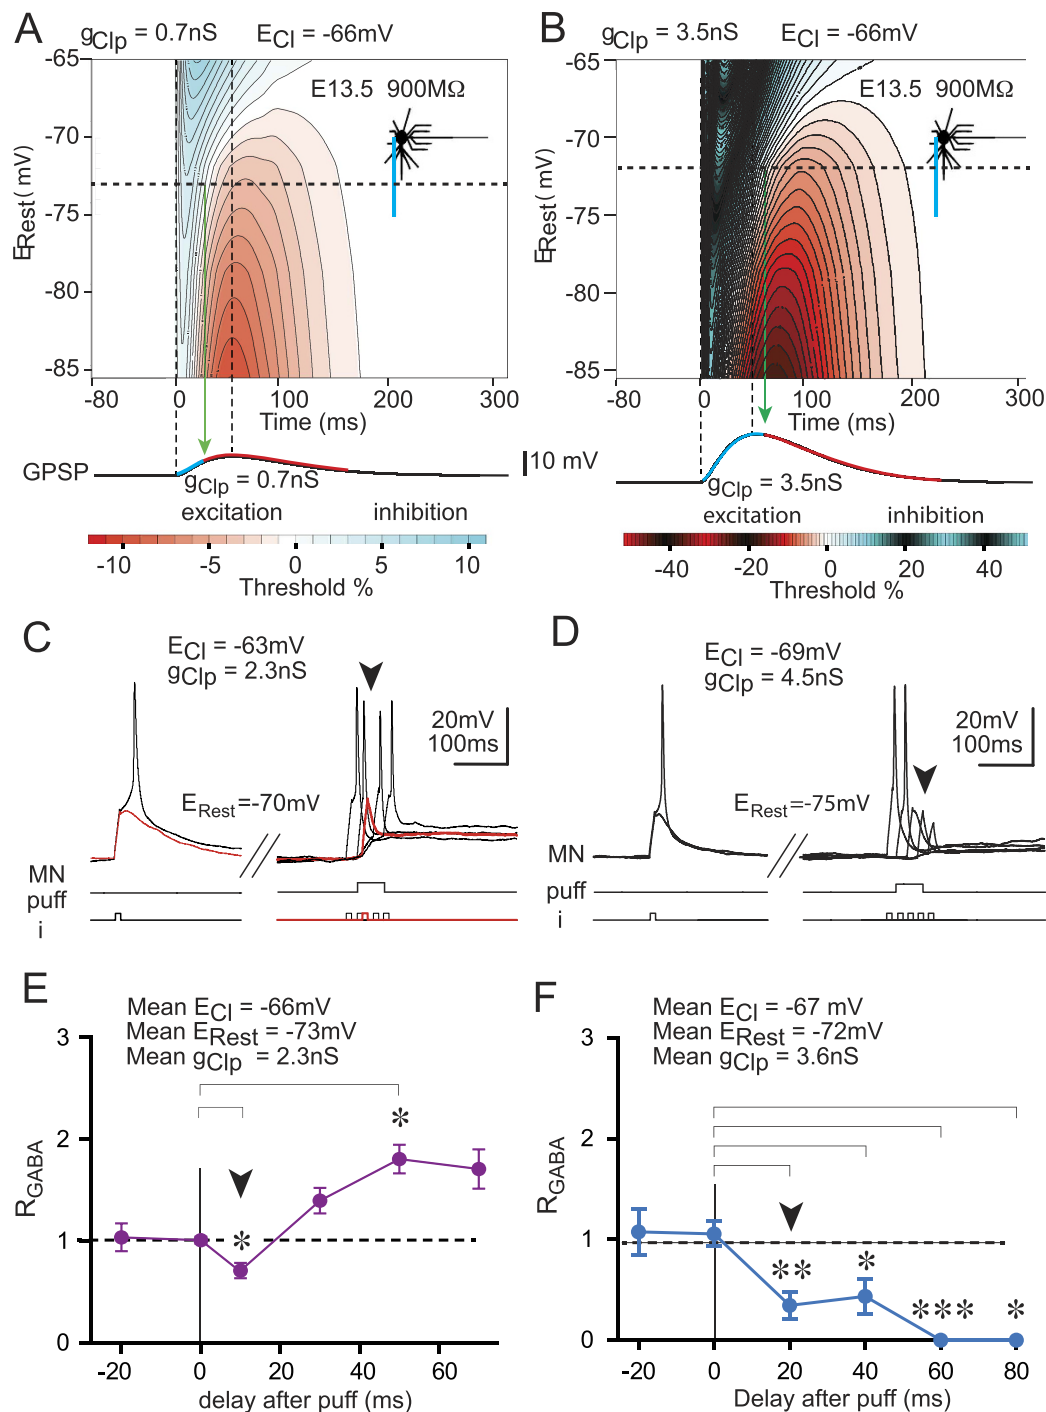 A
gClp = 0.7nS ECl = -66mV
-65
-70
-75
-80
-85
ERest( mV)
E13.5 900MΩ
-80 0 100 200 300
Time (ms)
GPSP
gClp = 0.7nS
10 mV
excitation inhibition
-10 -5 0 5 10
Threshold %
B
gClp = 3.5nS ECl = -66mV
-65
-70
-75
-80
-85
ERest( mV)
E13.5 900MΩ
-80 0 100 200 300
Time (ms)
gClp = 3.5nS
excitation inhibition
-40 -20 0 20 40
Threshold %
C
ECl = -63mV
gClp = 2.3nS
20mV
100ms
ERest =-70mV
MN
puff
i
D
ECl = -69mV
gClp = 4.5nS
20mV
100ms
ERest =-75mV
MN
puff
i
E
Mean ECl = -66mV
Mean ERest = -73mV
Mean gClp = 2.3nS
3
2
1
0
RGABA
*
*
-20 0 20 40 60
delay after puff (ms)
F
Mean ECl = -67 mV
Mean ERest = -72mV
Mean gClp = 3.6nS
3
2
1
0
RGABA
**
*
***
*
-20 0 20 40 60 80
Delay after puff (ms)